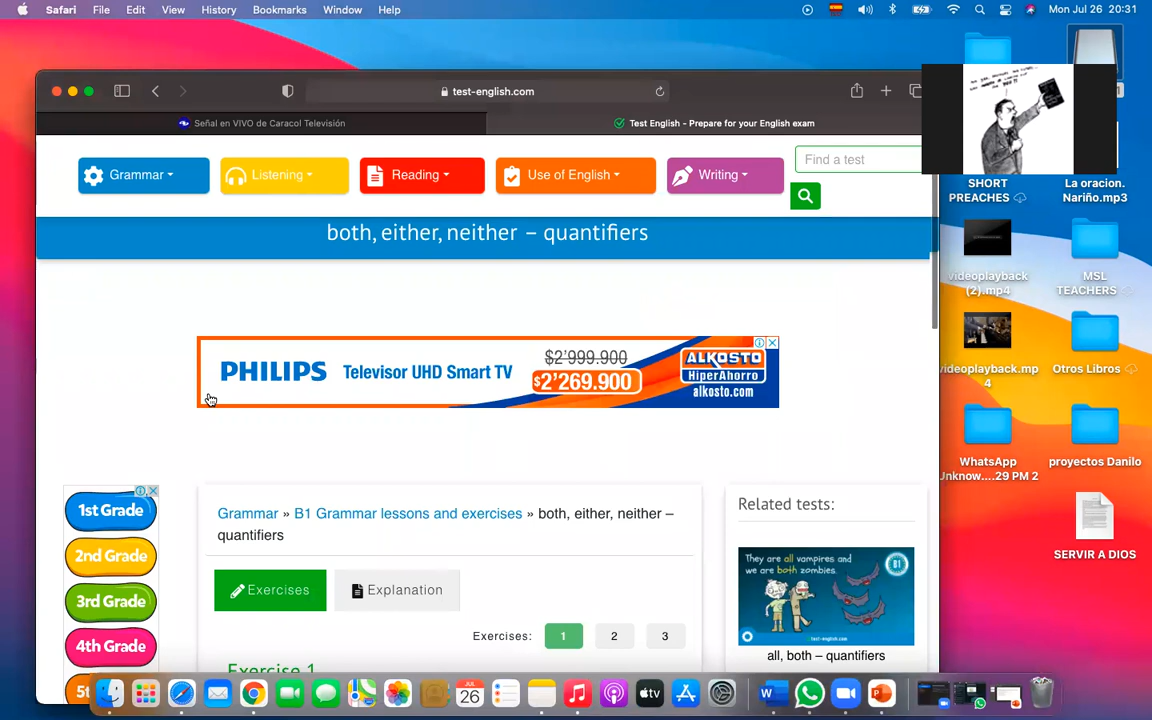 Safari File Edit View History Bookmarks Window Help Mon Jul 26 20:31
test-english.com
Señal en VIVO de Caracol Televisión
Test English - Prepare for your English exam
Grammar
Listening
Reading
Use of English
Writing
Find a test
both, either, neither – quantifiers
PHILIPS Televisor UHD Smart TV
$2'999.900
$2'269.900
ALKOSTO
HiperAhorro
alkosto.com
1st Grade
2nd Grade
3rd Grade
4th Grade
5t
Grammar » B1 Grammar lessons and exercises » both, either, neither –
quantifiers
Exercises
Explanation
Exercises: 1 2 3
Exercise 1
Related tests:
They are all vampires and
we are both zombies.
B1
test-english.com
all, both – quantifiers
SHORT
PREACHES
La oracion.
Nariño.mp3
videoplayback
(2).mp4
MSL
TEACHERS
videoplayback.mp
4
Otros Libros
WhatsApp
Unknow....29 PM 2
proyectos Danilo
SERVIR A DIOS
JUL
26
tv